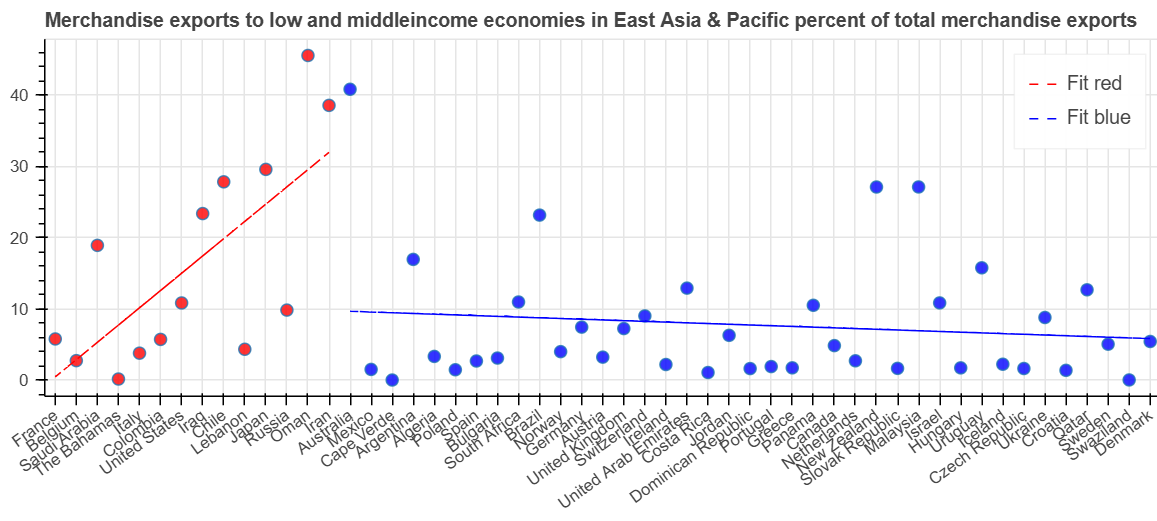 Merchandise exports to low and middleincome economies in East Asia & Pacific percent of total merchandise exports
Fit red
Fit blue
40
30
20
10
0
France
Belgium
Saudi Arabia
The Bahamas
Italy
Colombia
United States
Iraq
Chile
Lebanon
Japan
Russia
Oman
Iran
Australia
Mexico
Cape Verde
Argentina
Algeria
Poland
Spain
Bulgaria
South Africa
Brazil
Norway
Germany
Austria
United Kingdom
Switzerland
Ireland
United Arab Emirates
Costa Rica
Jordan
Dominican Republic
Portugal
Greece
Panama
Canada
Netherlands
New Zealand
Slovak Republic
Malaysia
Israel
Hungary
Uruguay
Iceland
Czech Republic
Ukraine
Croatia
Qatar
Sweden
Swaziland
Denmark